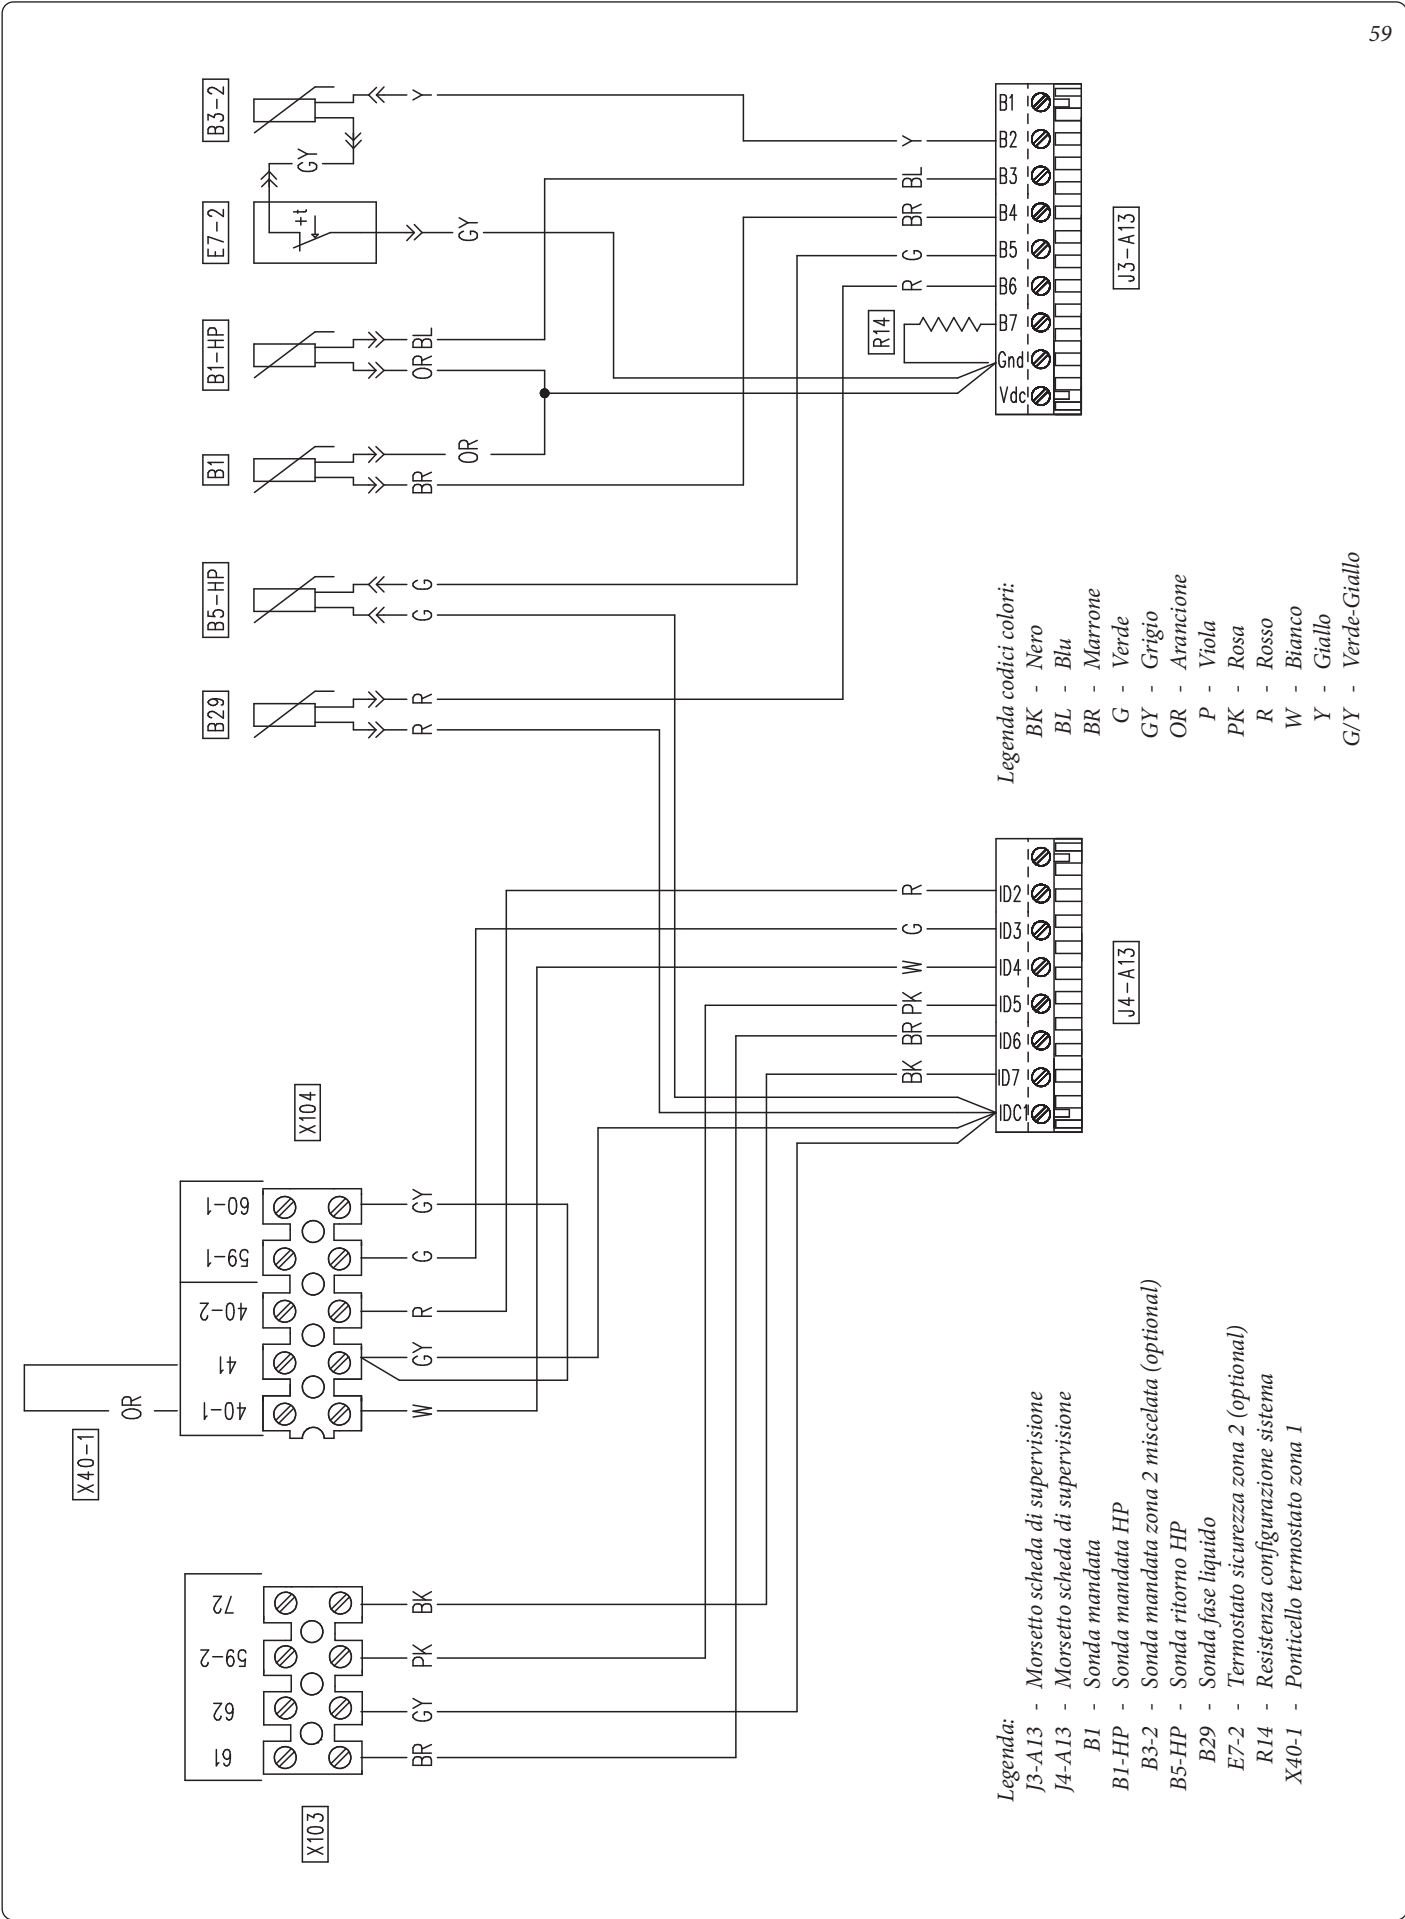 59
B3-2
E7-2
B1-HP
B1
B5-HP
B29
Y
GY
+t
GY
BL
OR
OR
BR
G
G
R
R
Y
BL
BR
G
R
R14
B1
B2
B3
B4
B5
B6
B7
Gnd
Vdc
J3-A13
Legenda codici colori:
BK - Nero
BL - Blu
BR - Marrone
G - Verde
GY - Grigio
OR - Arancione
P - Viola
PK - Rosa
R - Rosso
W - Bianco
Y - Giallo
G/Y - Verde-Giallo
R
G
W
PK
BR
BK
ID2
ID3
ID4
ID5
ID6
ID7
IDC1
J4-A13
X104
60-1
59-1
40-2
41
40-1
GY
G
R
GY
W
OR
X40-1
72
59-2
62
61
BK
PK
GY
BR
X103
Legenda:
J3-A13 - Morsetto scheda di supervisione
J4-A13 - Morsetto scheda di supervisione
B1 - Sonda mandata
B1-HP - Sonda mandata HP
B3-2 - Sonda mandata zona 2 miscelata (optional)
B5-HP - Sonda ritorno HP
B29 - Sonda fase liquido
E7-2 - Termostato sicurezza zona 2 (optional)
R14 - Resistenza configurazione sistema
X40-1 - Ponticello termostato zona 1